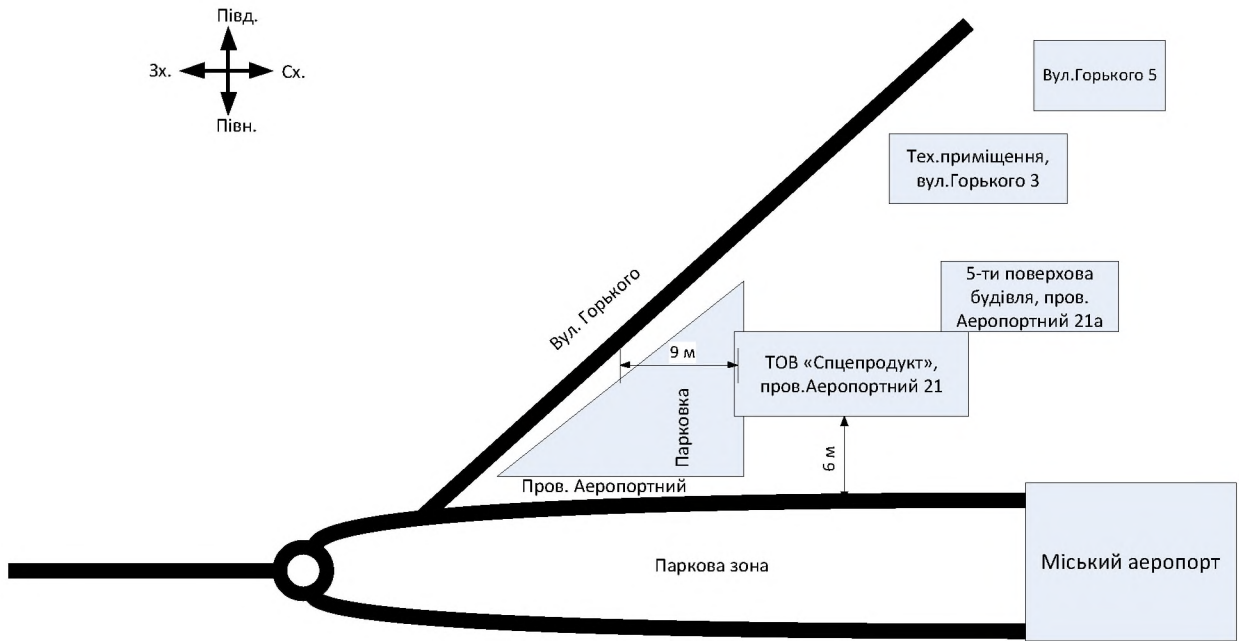 Півд.
Зх.
Сх.
Півн.
Вул.Горького 5
Тех.приміщення,
вул.Горького 3
5-ти поверхова
будівля, пров.
Аеропортний 21а
Вул. Горького
9 м
ТОВ «Спцепродукт»,
пров.Аеропортний 21
Парковка
6 м
Пров. Аеропортний
Паркова зона
Міський аеропорт